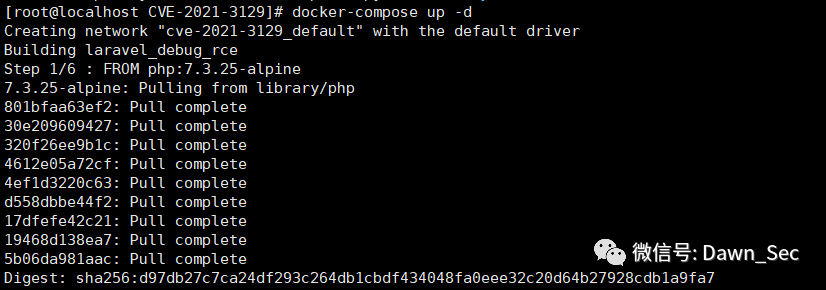 [root@localhost CVE-2021-3129]# docker-compose up -d
Creating network "cve-2021-3129_default" with the default driver
Building laravel_debug_rce
Step 1/6 : FROM php:7.3.25-alpine
7.3.25-alpine: Pulling from library/php
801bfaa63ef2: Pull complete
30e209609427: Pull complete
320f26ee9b1c: Pull complete
4612e05a72cf: Pull complete
4ef1d3220c63: Pull complete
d558dbbe44f2: Pull complete
17dfefe42c21: Pull complete
19468d138ea7: Pull complete
5b06da981aac: Pull complete
微信号: Dawn_Sec
Digest: sha256:d97db27c7ca24df293c264db1cbdf434048fa0eee32c20d64b27928cdb1a9fa7